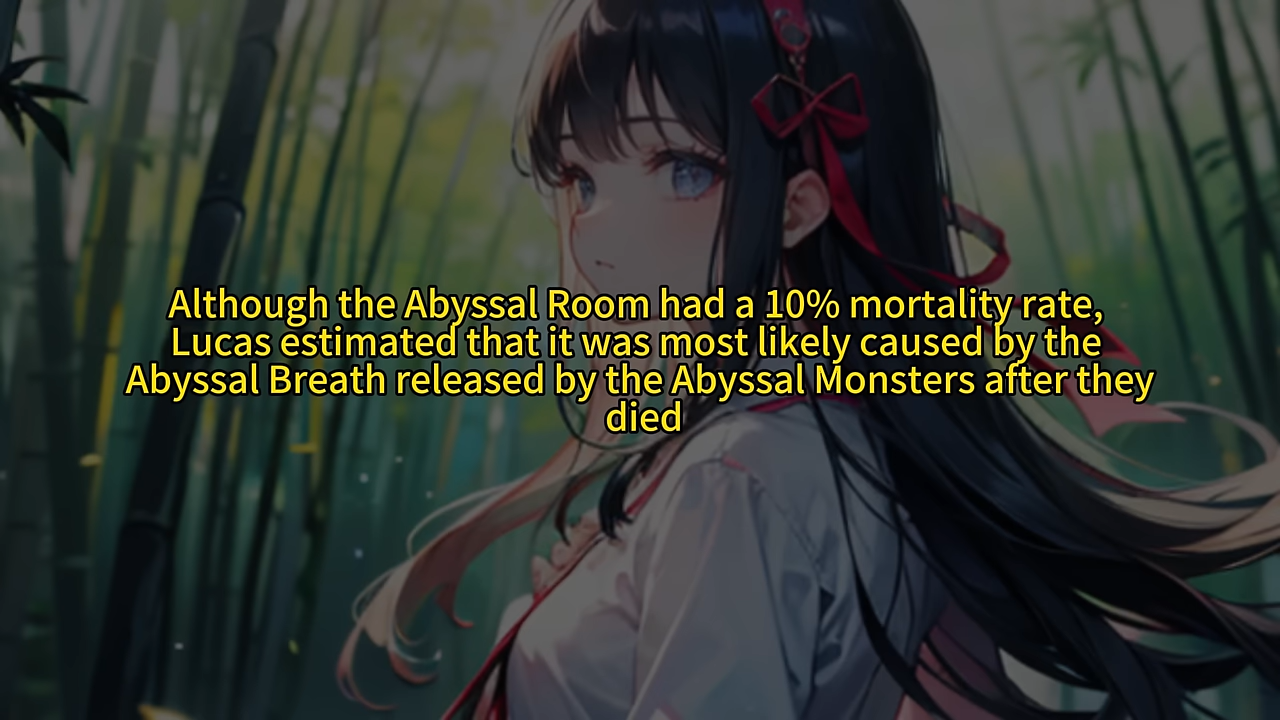 Although the Abyssal Room had a 10% mortality rate,
Lucas estimated that it was most likely caused by the
Abyssal Breath released by the Abyssal Monsters after they
died